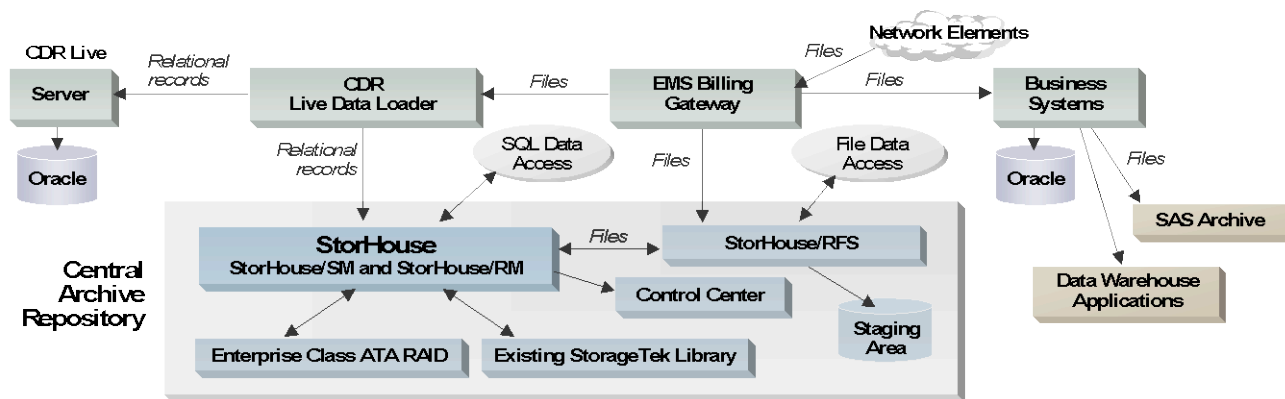 Network Elements
CDR Live
Relational
records
Files
Files
Files
Server
CDR
Live Data Loader
EMS Billing
Gateway
Business
Systems
Oracle
Relational
records
SQL Data
Access
Files
File Data
Access
Oracle
Files
SAS Archive
Data Warehouse
Applications
Central
Archive
Repository
StorHouse
StorHouse/SM and StorHouse/RM
Files
StorHouse/RFS
Control Center
Staging
Area
Enterprise Class ATA RAID
Existing StorageTek Library